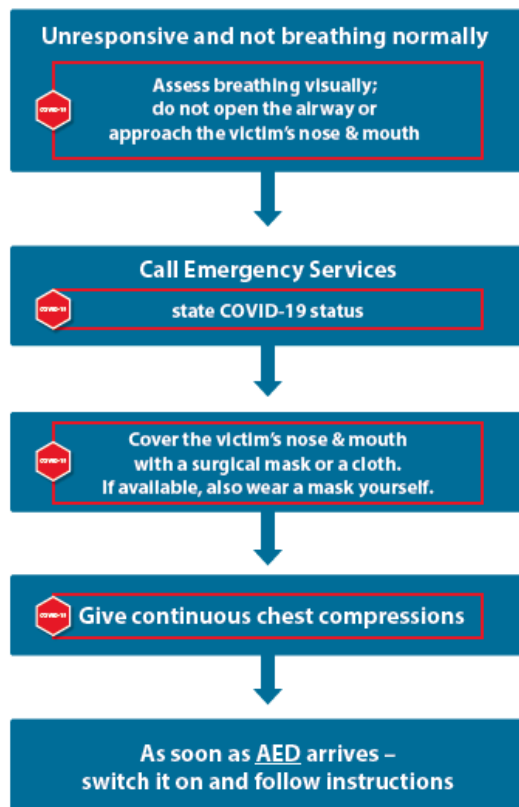 Unresponsive and not breathing normally
Assess breathing visually;
do not open the airway or
approach the victim's nose & mouth
Call Emergency Services
state COVID-19 status
Cover the victim's nose & mouth
with a surgical mask or a cloth.
If available, also wear a mask yourself.
Give continuous chest compressions
As soon as AED arrives –
switch it on and follow instructions